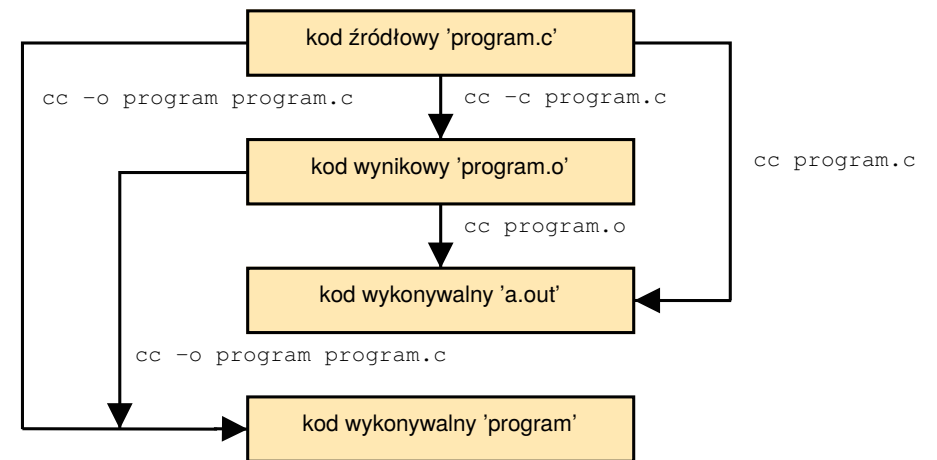 kod źródłowy ’program.c’
cc −o program program.c
cc −c program.c
kod wynikowy ’program.o’
cc program.c
cc program.o
kod wykonywalny ’a.out’
cc −o program program.c
kod wykonywalny ’program’